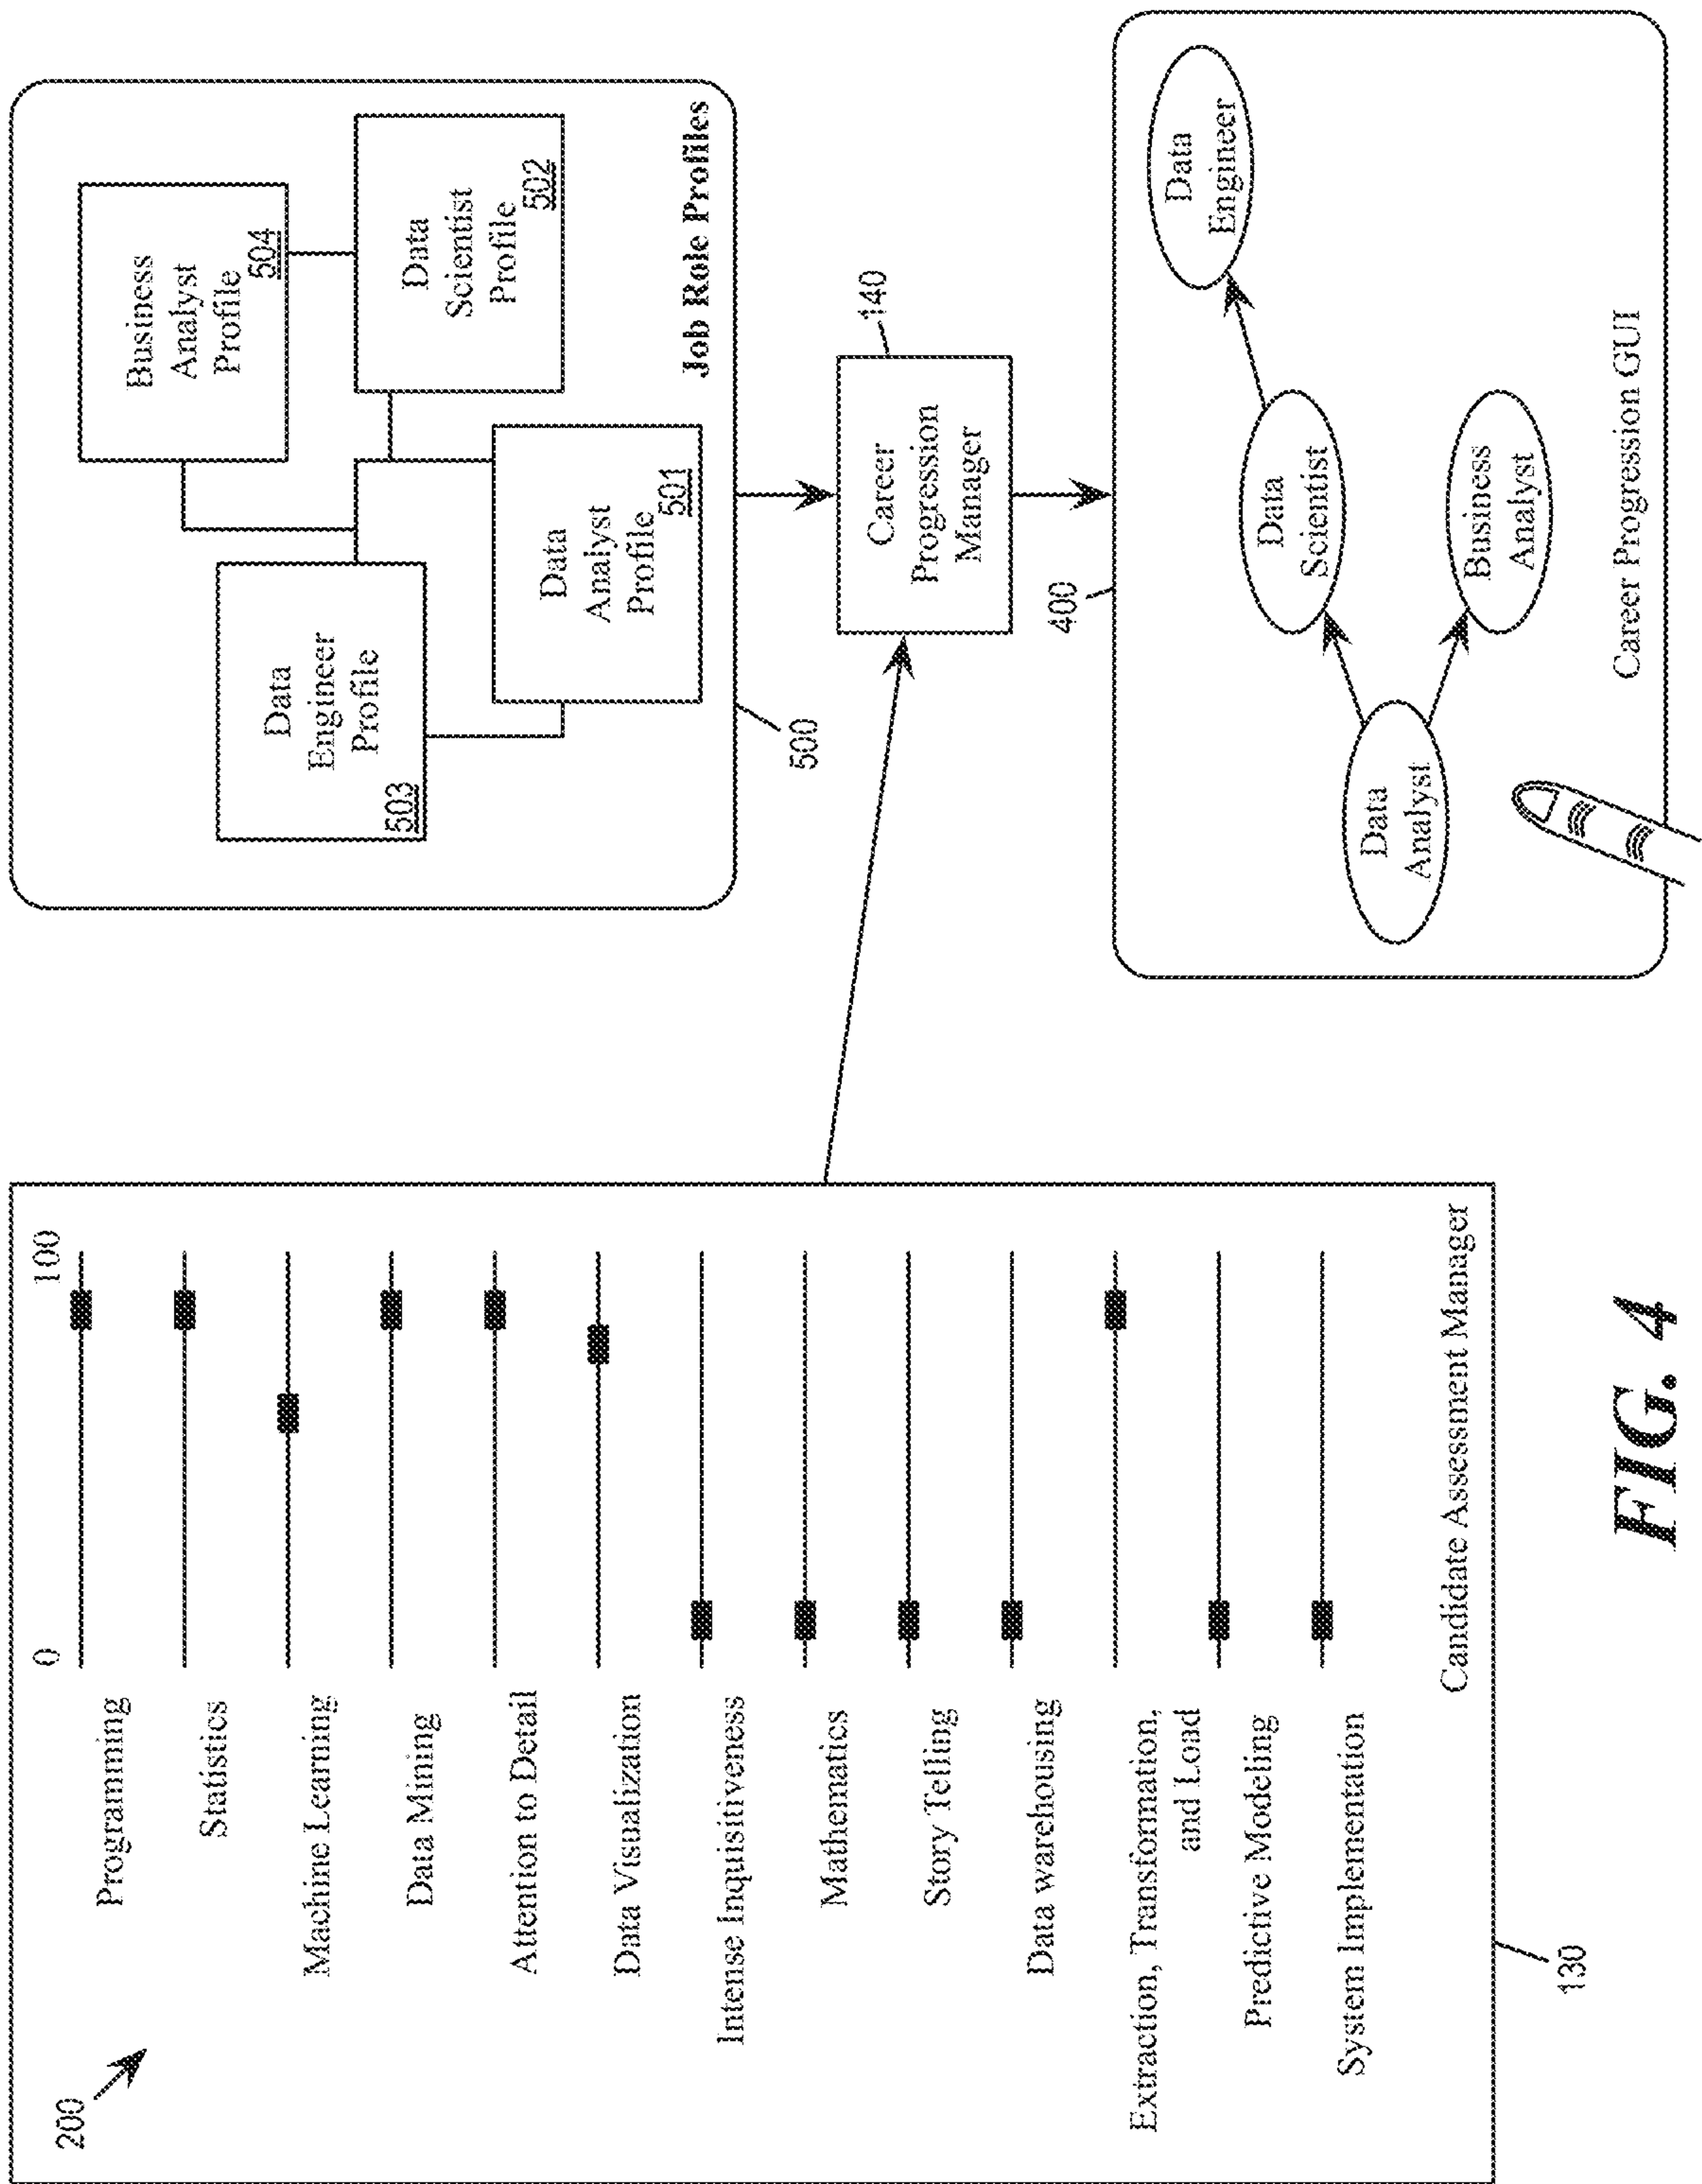 200
0
100
Programming
Statistics
Machine Learning
Data Mining
Attention to Detail
Data Visualization
Intense Inquisitiveness
Mathematics
Story Telling
Data warehousing
Extraction, Transformation,
and Load
Predictive Modeling
System Implementation
Candidate Assessment Manager
130
Data
Engineer
Profile
503
Business
Analyst
Profile
504
Data
Analyst
Profile
501
Data
Scientist
Profile
502
Job Role Profiles
500
Career
Progression
Manager
140
400
Data
Analyst
Data
Scientist
Business
Analyst
Data
Engineer
Career Progression GUI
FIG. 4